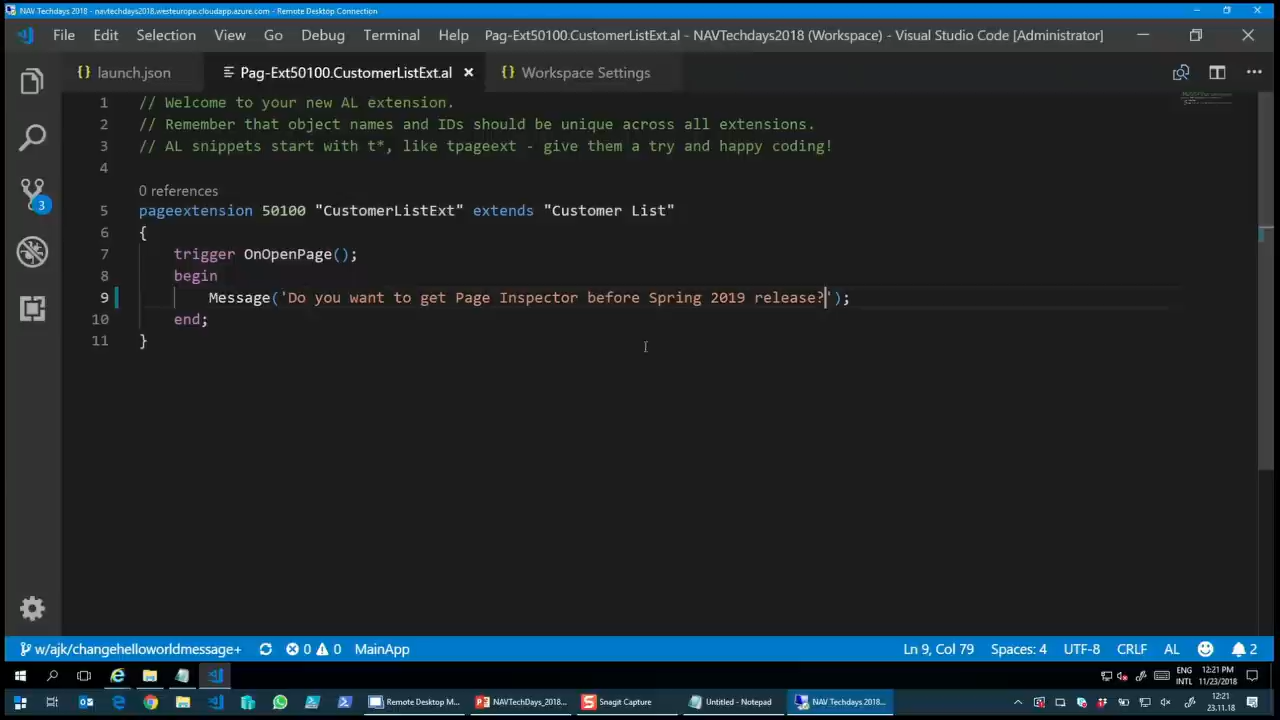 NAV Techdays 2018 - navtechdays2018.westeurope.cloudapp.azure.com - Remote Desktop Connection
File Edit Selection View Go Debug Terminal Help Pag-Ext50100.CustomerListExt.al - NAVTechdays2018 (Workspace) - Visual Studio Code [Administrator]
{} launch.json Pag-Ext50100.CustomerListExt.al {} Workspace Settings
1 // Welcome to your new AL extension.
2 // Remember that object names and IDs should be unique across all extensions.
3 // AL snippets start with t*, like tpageext - give them a try and happy coding!
4
0 references
5 pageextension 50100 "CustomerListExt" extends "Customer List"
6 {
7 trigger OnOpenPage();
8 begin
9 Message('Do you want to get Page Inspector before Spring 2019 release?');
10 end;
11 }
3
w/ajk/changehelloworldmessage+ 0 0 MainApp Ln 9, Col 79 Spaces: 4 UTF-8 CRLF AL 2
ENG 12:21 PM
INTL 11/23/2018
Remote Desktop M... NAVTechDays_2018... Snagit Capture Untitled - Notepad NAV Techdays 2018... 12:21
23.11.18